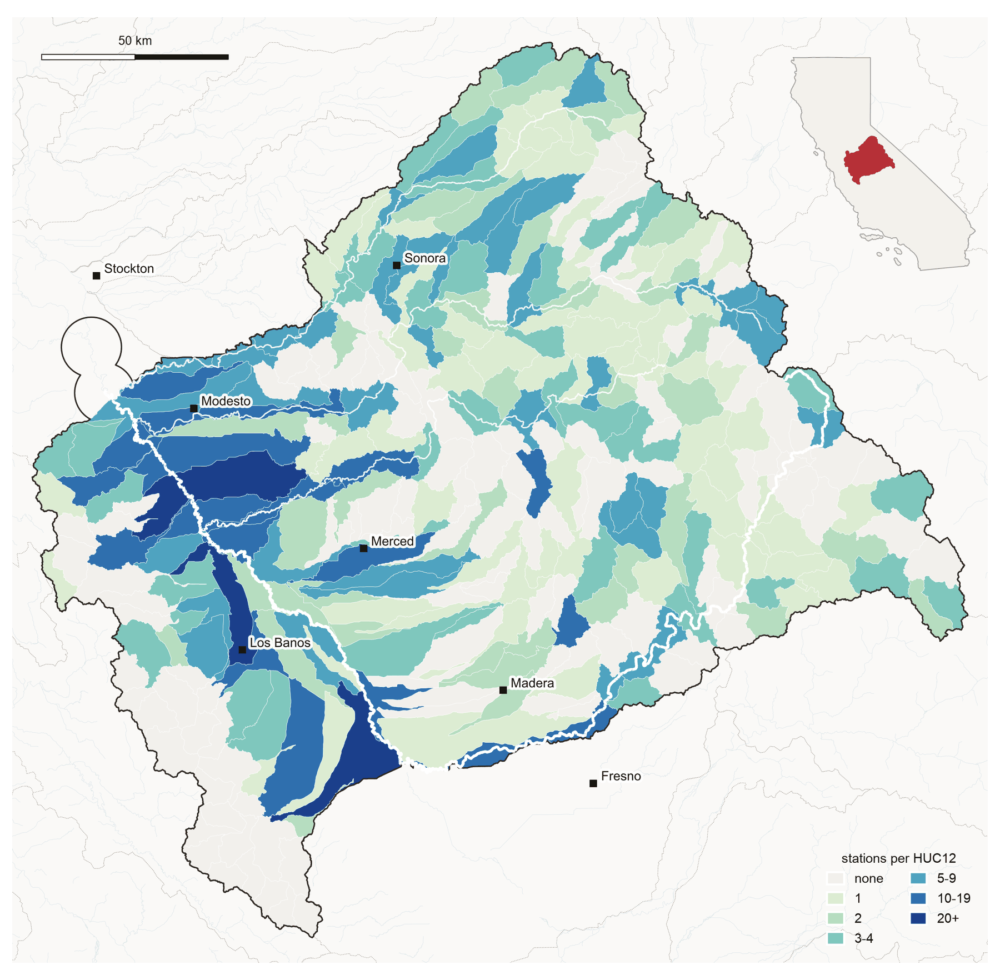 50 km
Stockton
Sonora
Modesto
Merced
Los Banos
Madera
Fresno
stations per HUC12
none
1
2
3-4
5-9
10-19
20+